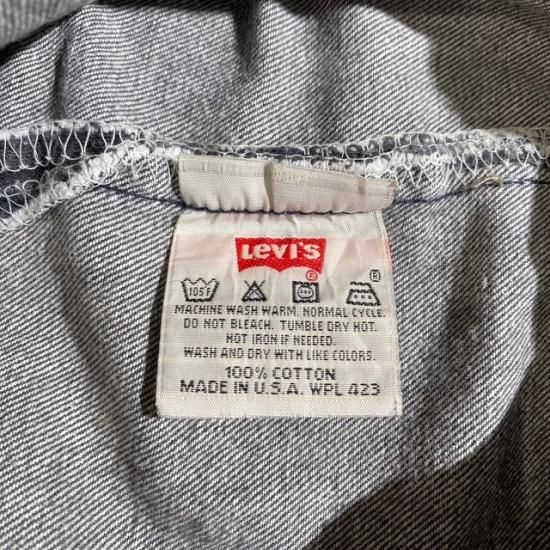 Levi's
®
®
105F
MACHINE WASH WARM. NORMAL CYCLE.
DO NOT BLEACH. TUMBLE DRY HOT.
HOT IRON IF NEEDED.
WASH AND DRY WITH LIKE COLORS.
100% COTTON
MADE IN U.S.A. WPL 423